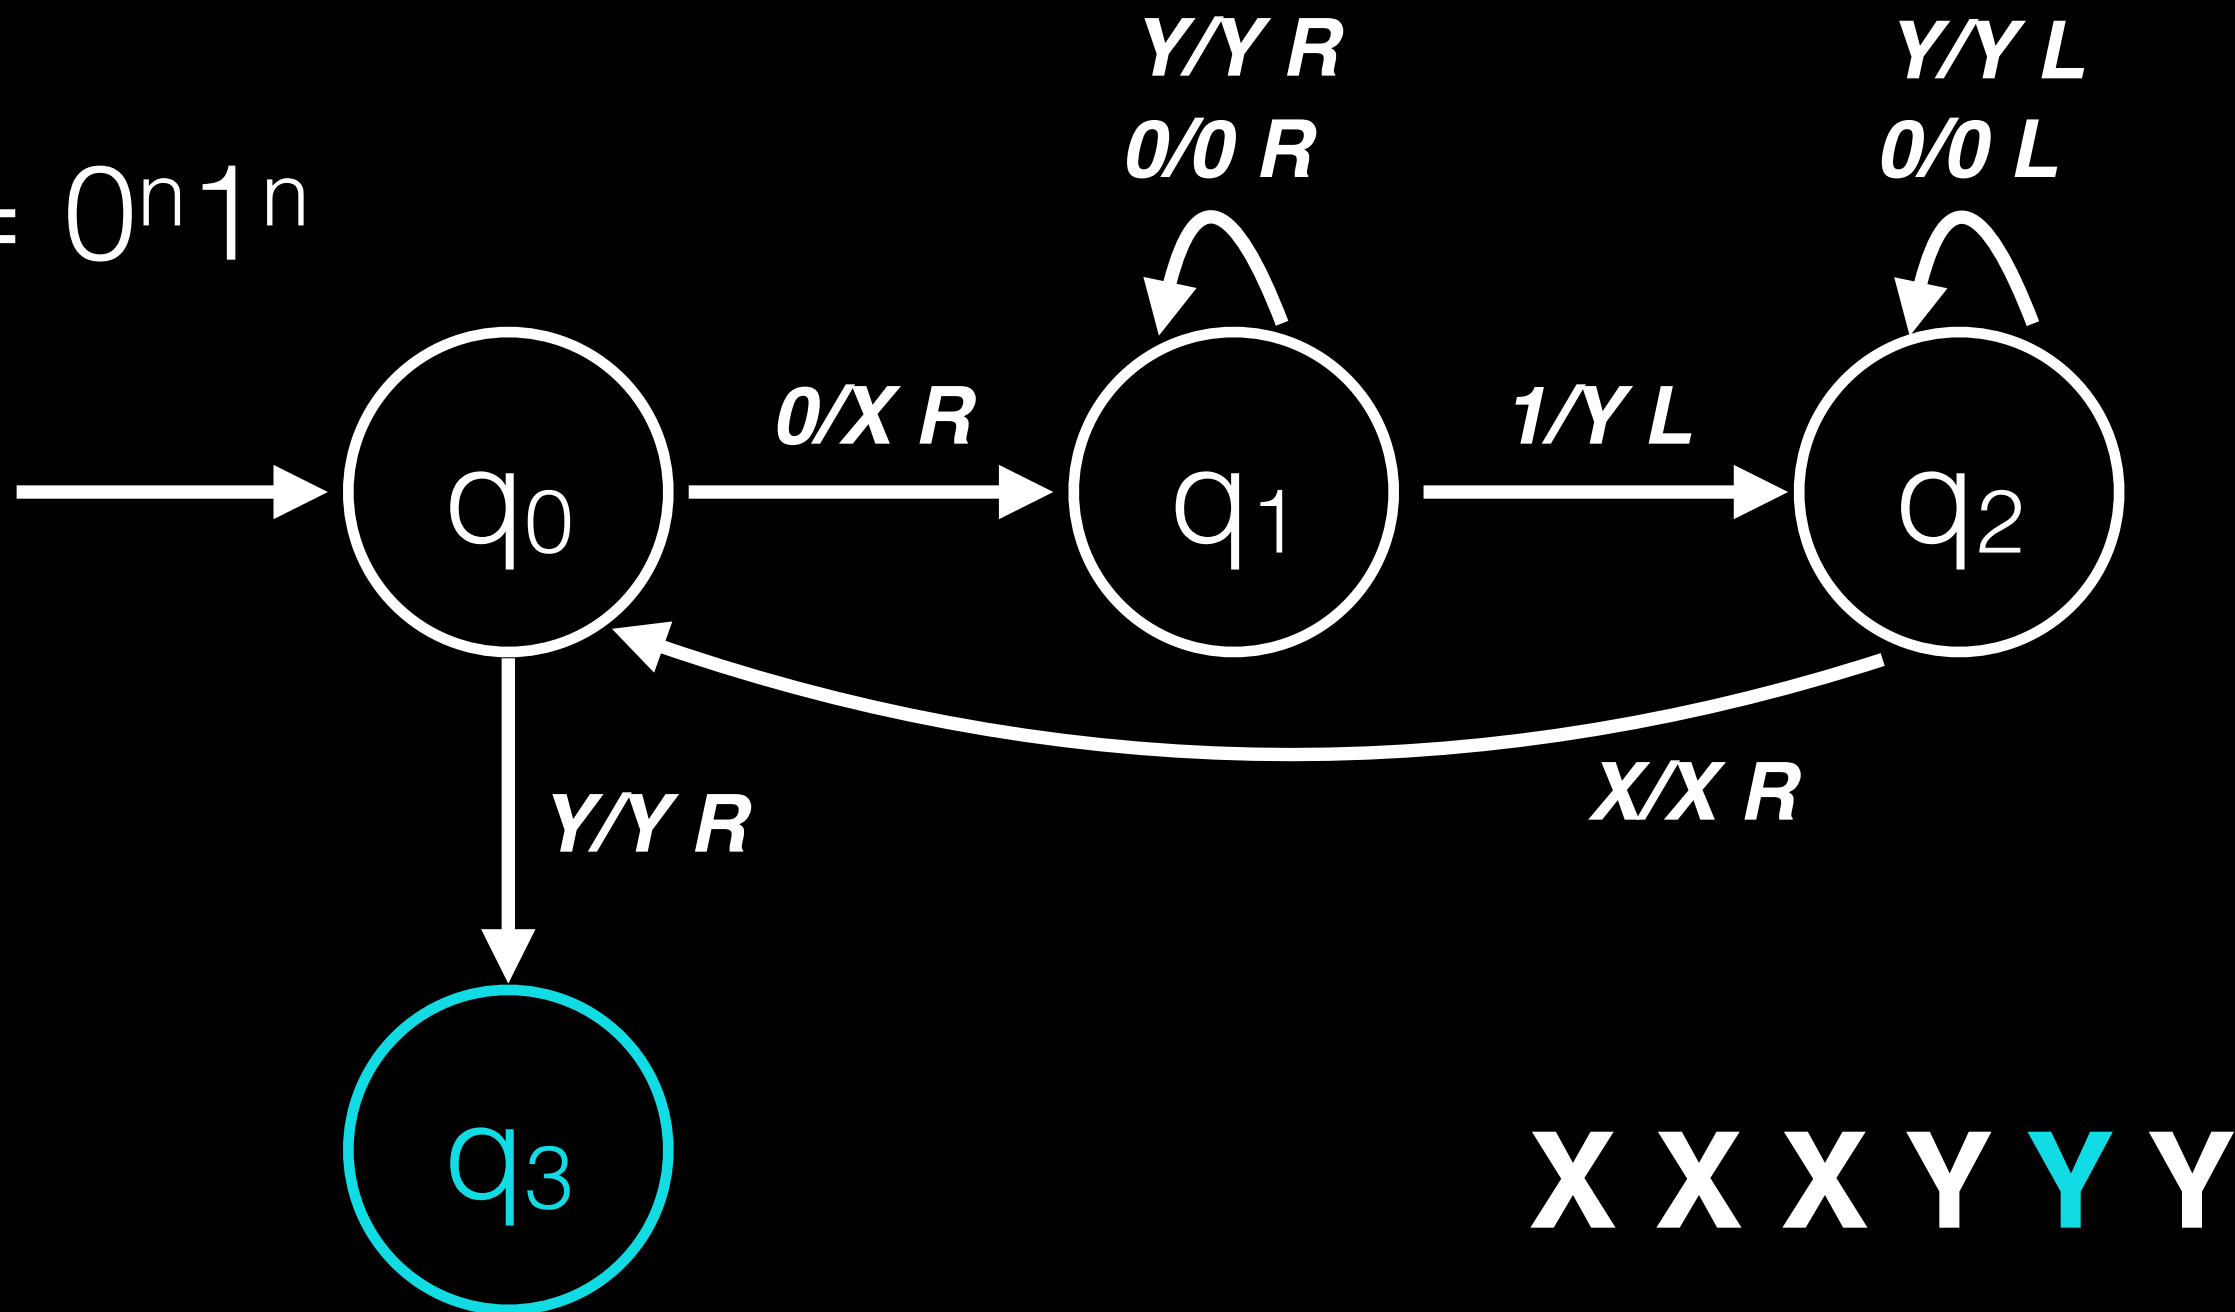 Y/Y R
0/0 R
Y/Y L
0/0 L
= 0ⁿ1ⁿ
0/X R
1/Y L
q₀
q₁
q₂
X/X R
Y/Y R
q₃
X X X Y Y Y